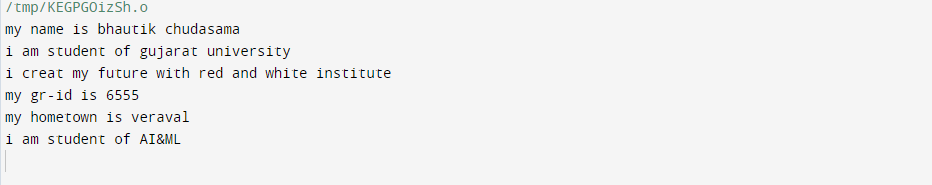 /tmp/KEGPGOizSh.o
my name is bhautik chudasama
i am student of gujarat university
i creat my future with red and white institute
my gr-id is 6555
my hometown is veraval
i am student of AI&ML